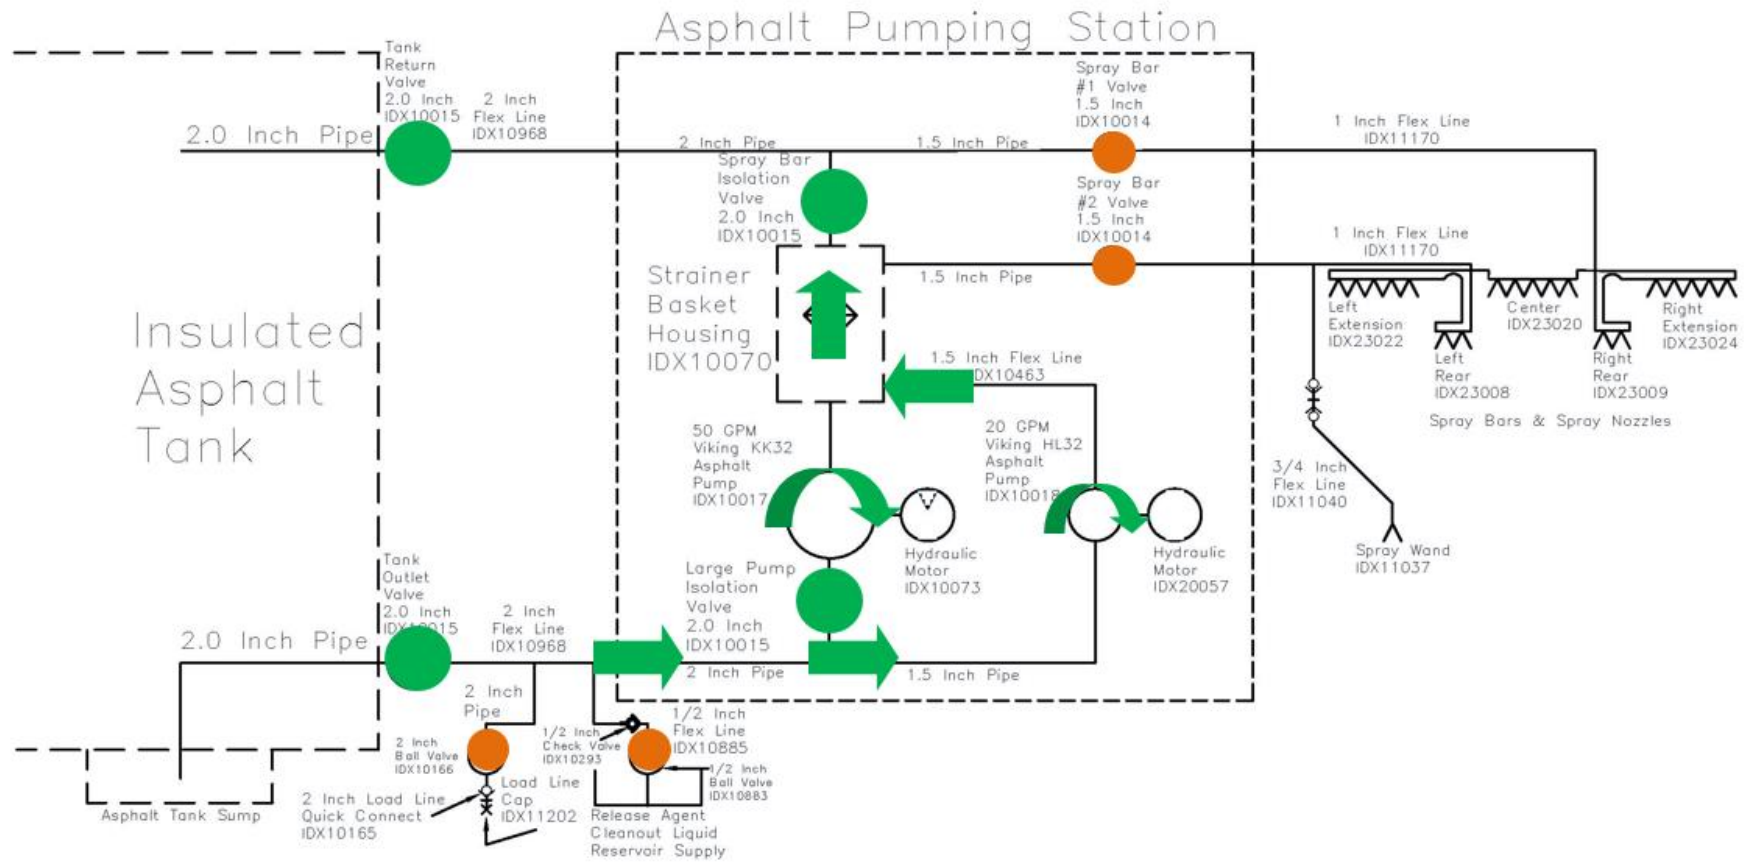 Asphalt Pumping Station
Tank
Return
Valve
2.0 Inch
IDX10015
2 Inch
Flex Line
IDX10968
2.0 Inch Pipe
2 Inch Pipe
1.5 Inch Pipe
Spray Bar
#1 Valve
1.5 Inch
IDX10014
1 Inch Flex Line
IDX11170
Spray Bar
Isolation
Valve
2.0 Inch
IDX10015
Spray Bar
#2 Valve
1.5 Inch
IDX10014
1 Inch Flex Line
IDX11170
1.5 Inch Pipe
Strainer
Basket
Housing
IDX10070
Insulated
Asphalt
Tank
Left
Extension
IDX23022
Center
IDX23020
Right
Extension
IDX23024
Left
Rear
IDX23008
Right
Rear
IDX23009
Spray Bars & Spray Nozzles
1.5 Inch Flex Line
IDX10463
50 GPM
Viking KK32
Asphalt
Pump
IDX10017
20 GPM
Viking HL32
Asphalt
Pump
IDX10018
3/4 Inch
Flex Line
IDX11040
Spray Wand
IDX11037
Hydraulic
Motor
IDX10073
Hydraulic
Motor
IDX20057
Tank
Outlet
Valve
2.0 Inch
IDX10015
2 Inch
Flex Line
IDX10968
Large Pump
Isolation
Valve
2.0 Inch
IDX10015
2.0 Inch Pipe
2 Inch Pipe
1.5 Inch Pipe
2 Inch
Pipe
2 Inch
Ball Valve
IDX10166
1/2 Inch
Check Valve
IDX10293
1/2 Inch
Flex Line
IDX10885
1/2 Inch
Ball Valve
IDX10883
2 Inch Load Line
Quick Connect
IDX10165
Load Line
Cap
IDX11202
Release Agent
Cleanout Liquid
Reservoir Supply
Asphalt Tank Sump